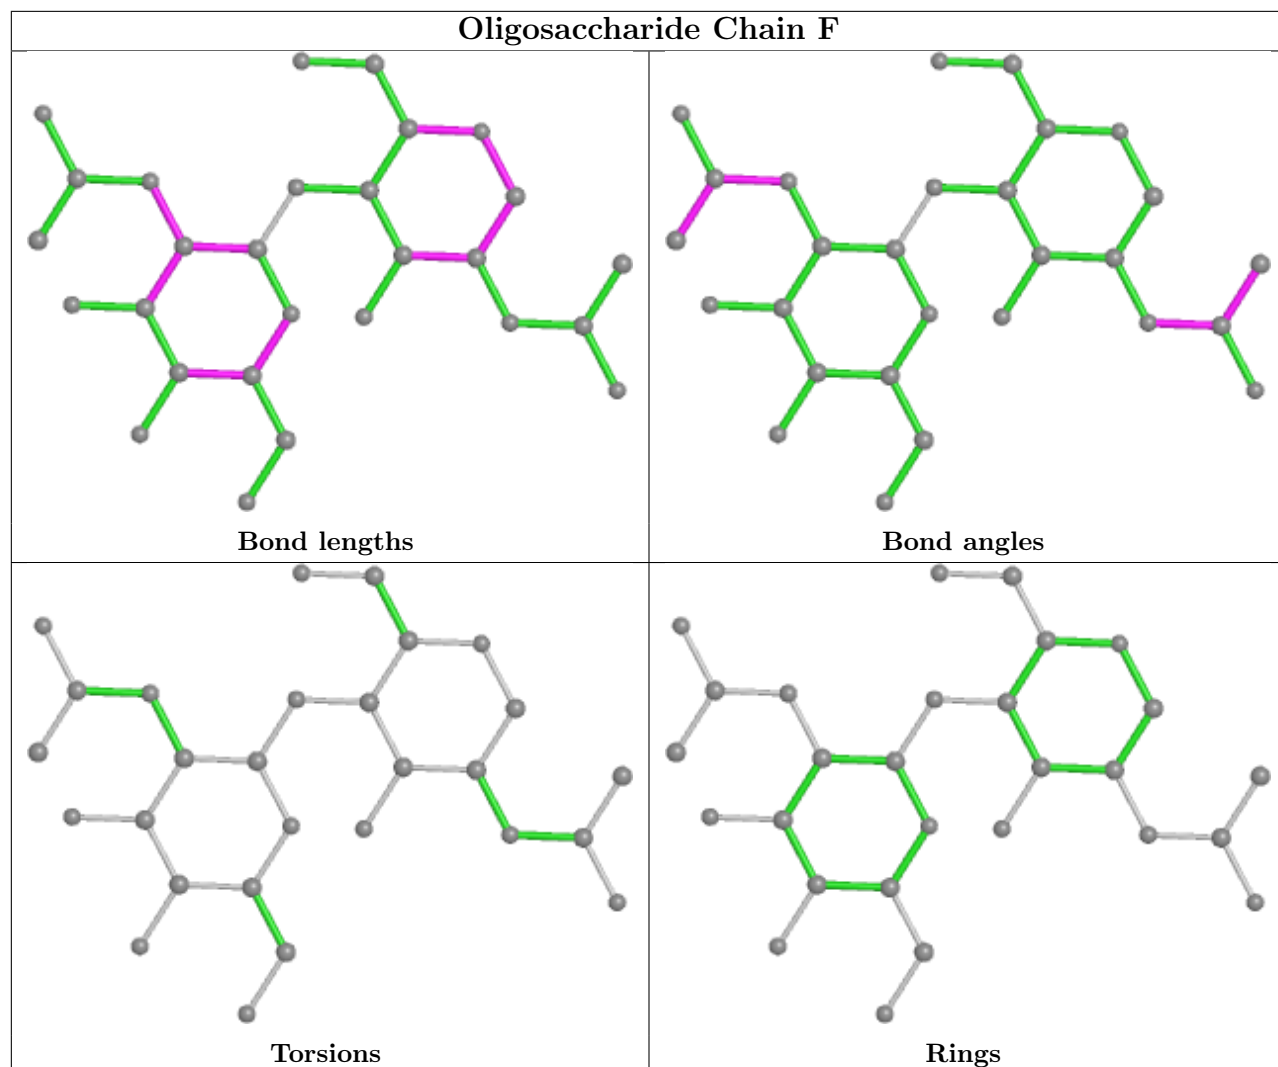 Oligosaccharide Chain F
Bond lengths
Bond angles
Torsions
Rings